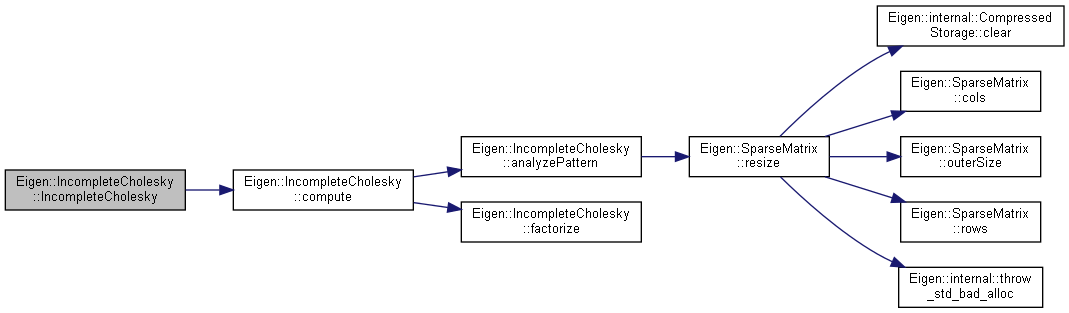 Eigen::IncompleteCholesky
::IncompleteCholesky
Eigen::IncompleteCholesky
::compute
Eigen::IncompleteCholesky
::analyzePattern
Eigen::IncompleteCholesky
::factorize
Eigen::SparseMatrix
::resize
Eigen::internal::Compressed
Storage::clear
Eigen::SparseMatrix
::cols
Eigen::SparseMatrix
::outerSize
Eigen::SparseMatrix
::rows
Eigen::internal::throw
_std_bad_alloc